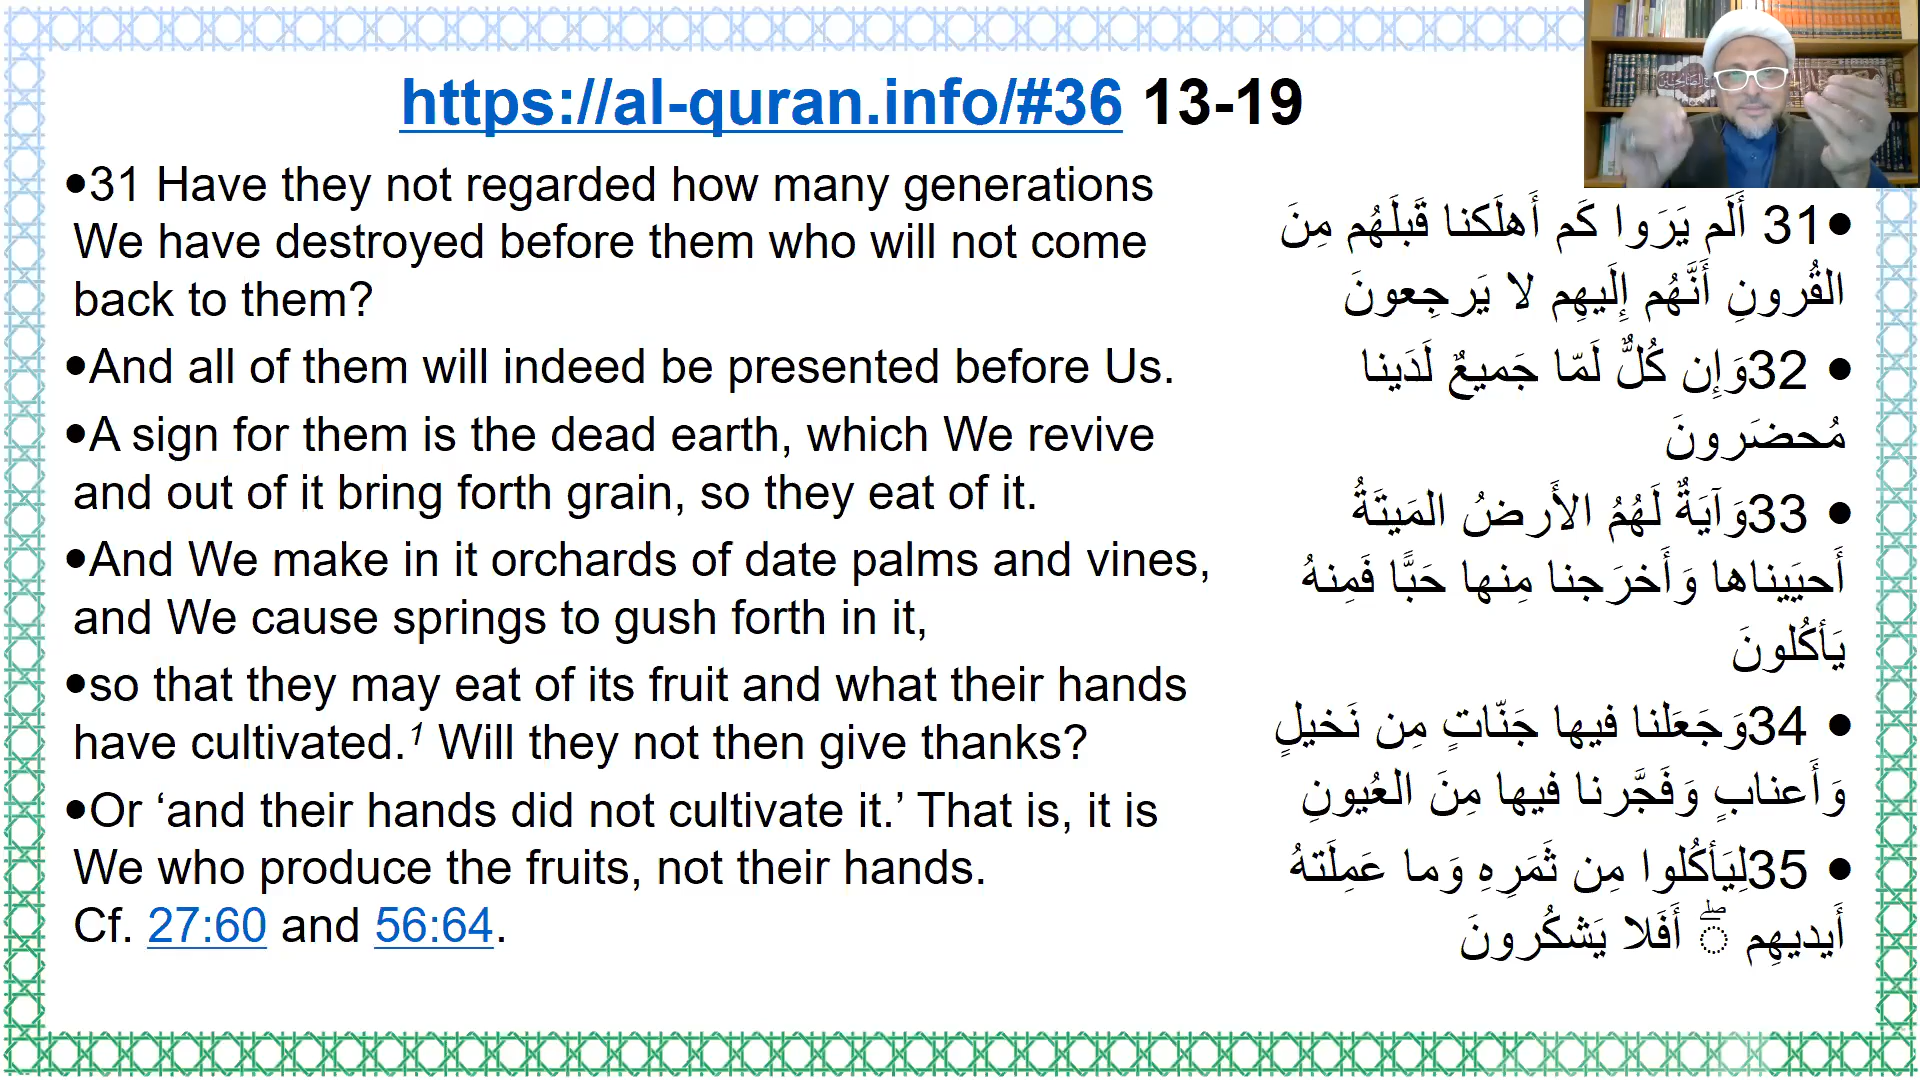 https://al-quran.info/#36 13-19
●31 Have they not regarded how many generations
We have destroyed before them who will not come
back to them?
●And all of them will indeed be presented before Us.
●A sign for them is the dead earth, which We revive
and out of it bring forth grain, so they eat of it.
●And We make in it orchards of date palms and vines,
and We cause springs to gush forth in it,
●so that they may eat of its fruit and what their hands
have cultivated.¹ Will they not then give thanks?
●Or ‘and their hands did not cultivate it.’ That is, it is
We who produce the fruits, not their hands.
Cf. 27:60 and 56:64.
●31 أَلَم يَرَوا كَم أَهلَكنا قَبلَهُم مِنَ
القُرونِ أَنَّهُم إِلَيهِم لا يَرجِعونَ
● 32وَإِن كُلٌّ لَمّا جَميعٌ لَدَينا
مُحضَرونَ
● 33وَآيَةٌ لَهُمُ الأَرضُ المَيتَةُ
أَحيَيناها وَأَخرَجنا مِنها حَبًّا فَمِنهُ
يَأكُلونَ
● 34وَجَعَلنا فيها جَنّاتٍ مِن نَخيلٍ
وَأَعنابٍ وَفَجَّرنا فيها مِنَ العُيونِ
● 35لِيَأكُلوا مِن ثَمَرِهِ وَما عَمِلَتهُ
أَيديهِم ۖ أَفَلا يَشكُرونَ